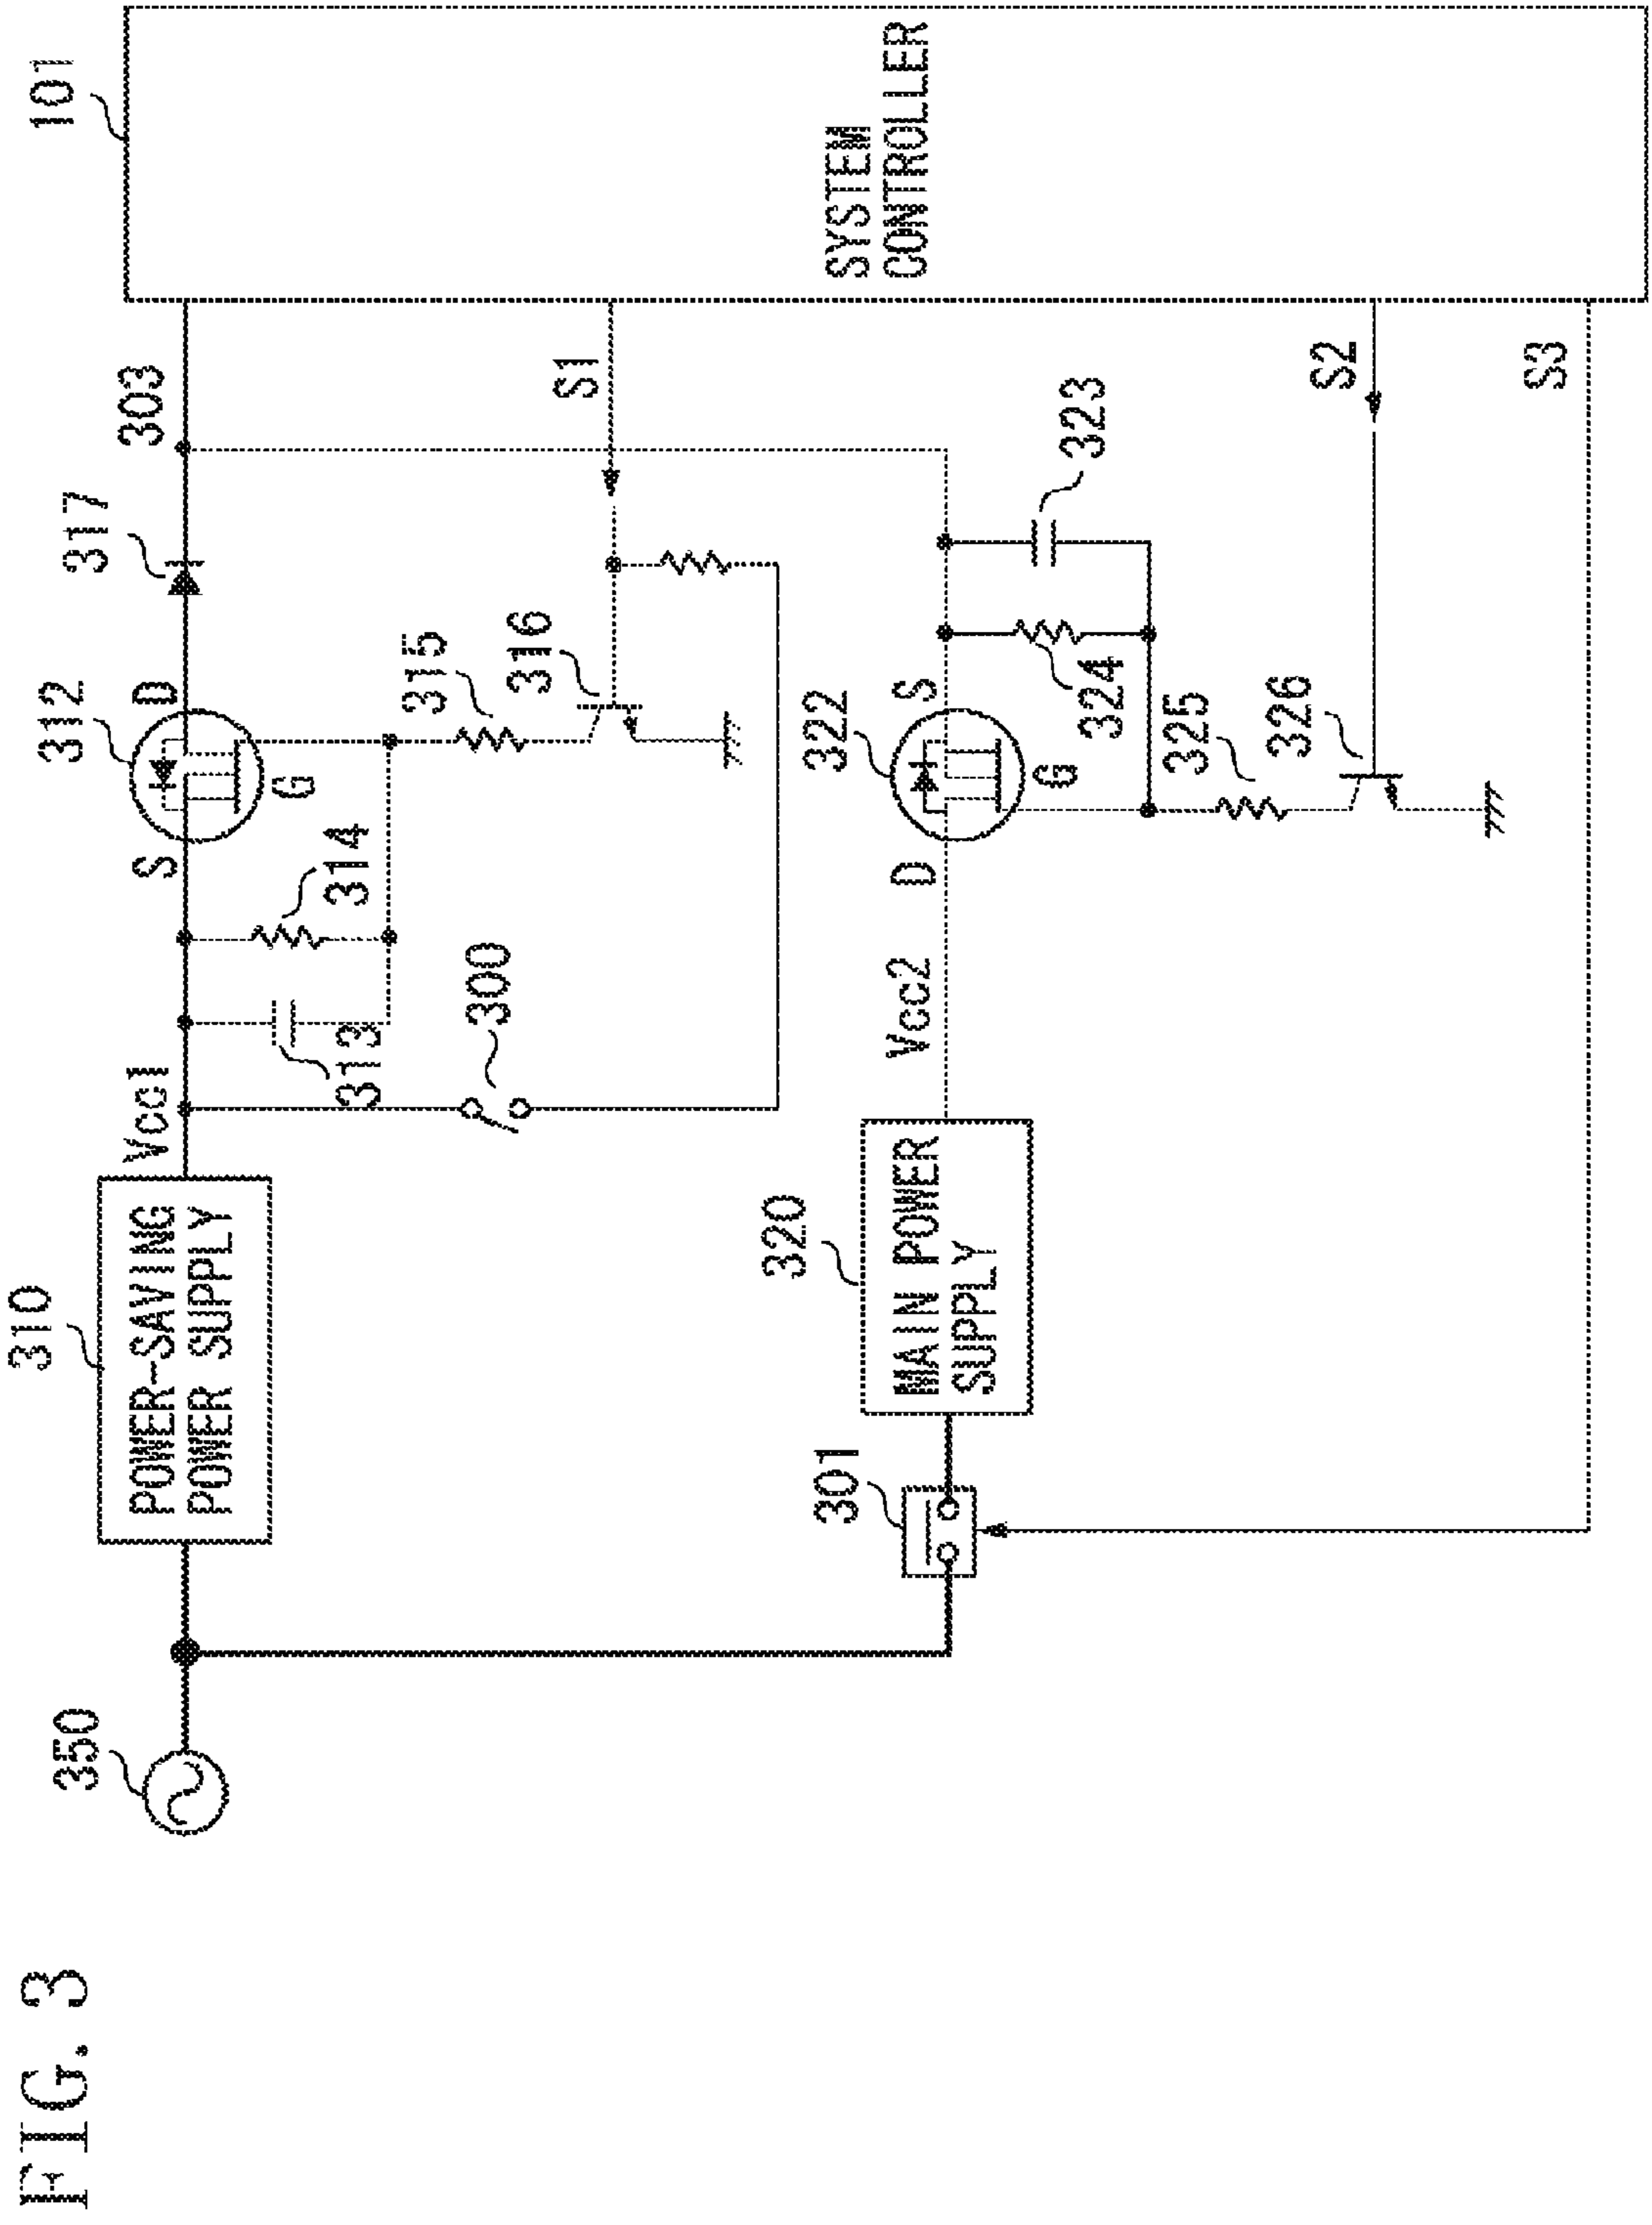 FIG. 3
350
310
POWER-SAVING
POWER SUPPLY
Vcc1
313
314
300
312
S
D
G
315
316
317
303
S1
101
SYSTEM
CONTROLLER
301
320
MAIN POWER
SUPPLY
Vcc2
322
D
S
G
324
323
325
326
S2
S3